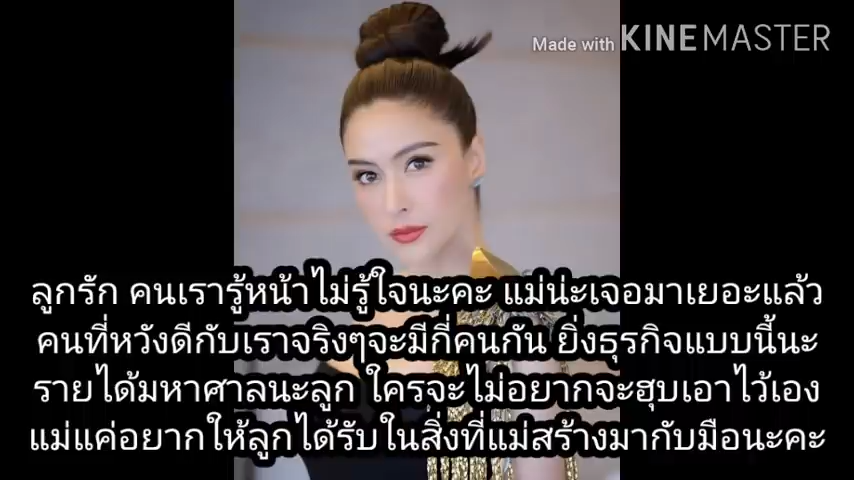 Made with KINEMASTER
ลูกรัก คนเรารู้หน้าไม่รู้ใจนะคะ แม่น่ะเจอมาเยอะแล้ว
คนที่หวังดีกับเราจริงๆจะมีกี่คนกัน ยิ่งธุรกิจแบบนี้นะ
รายได้มหาศาลนะลูก ใครจะไม่อยากจะฮุบเอาไว้เอง
แม่แค่อยากให้ลูกได้รับในสิ่งที่แม่สร้างมากับมือนะคะ